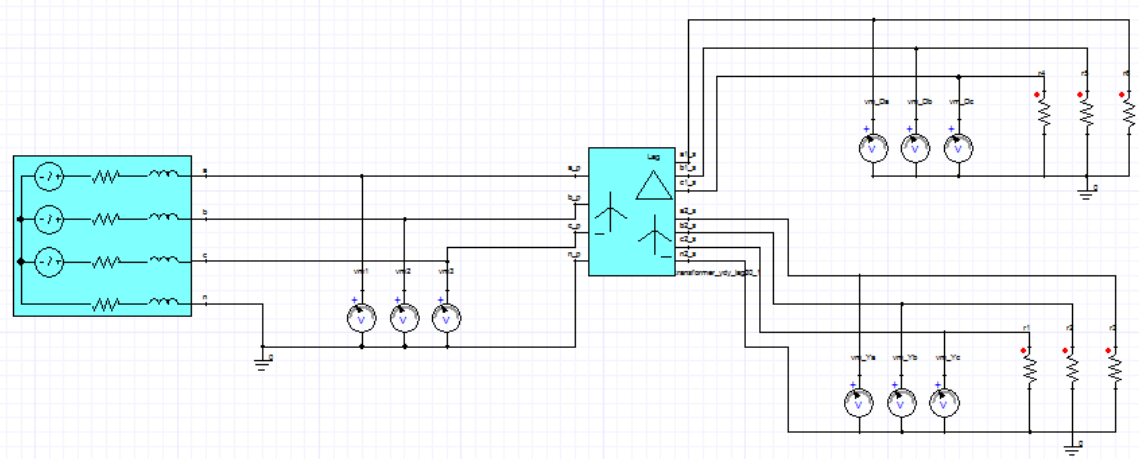 r4
r5
r6
vm_Da
vm_Db
vm_Dc
+
+
+
V
V
V
g
Lag
a1_s
b1_s
c1_s
a2_s
b2_s
c2_s
n2_s
a_p
b_p
c_p
n_p
transformer_ydy_lag30_1
a
b
c
n
vm1
vm2
vm3
+
+
+
V
V
V
g
r1
r2
r3
vm_Ya
vm_Yb
vm_Yc
+
+
+
V
V
V
g